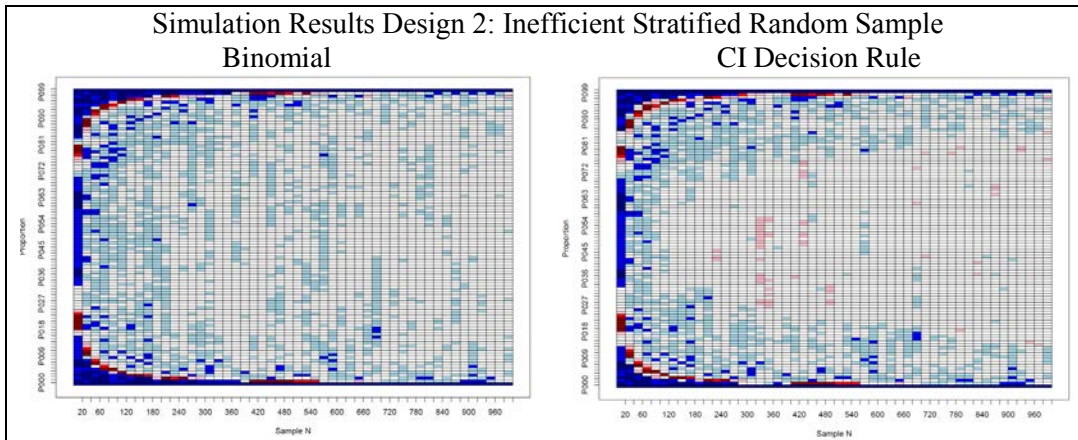 Simulation Results Design 2: Inefficient Stratified Random Sample
Binomial
CI Decision Rule
P099
P090
P081
P072
P063
P054
P045
P036
P027
P018
P009
P000
Proportion
20 60 120 180 240 300 360 420 480 540 600 660 720 780 840 900 960
Sample N
P099
P090
P081
P072
P063
P054
P045
P036
P027
P018
P009
P000
Proportion
20 60 120 180 240 300 360 420 480 540 600 660 720 780 840 900 960
Sample N